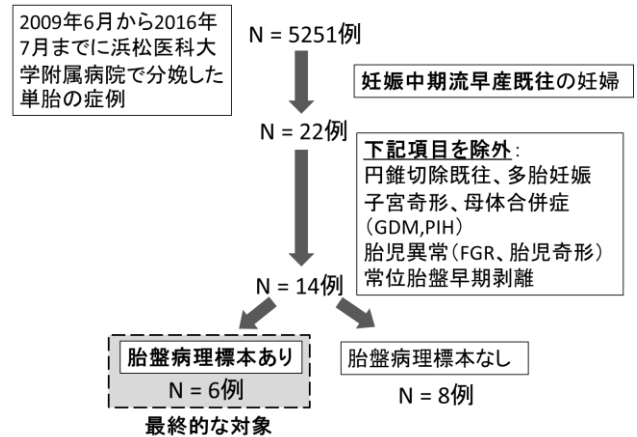 2009年6月から2016年
7月までに浜松医科大
学附属病院で分娩した
単胎の症例
N = 5251例
妊娠中期流早産既往の妊婦
N = 22例
下記項目を除外：
円錐切除既往、多胎妊娠
子宮奇形、母体合併症
（GDM,PIH）
胎児異常（FGR、胎児奇形）
常位胎盤早期剥離
N = 14例
胎盤病理標本あり
N = 6例
最終的な対象
胎盤病理標本なし
N = 8例